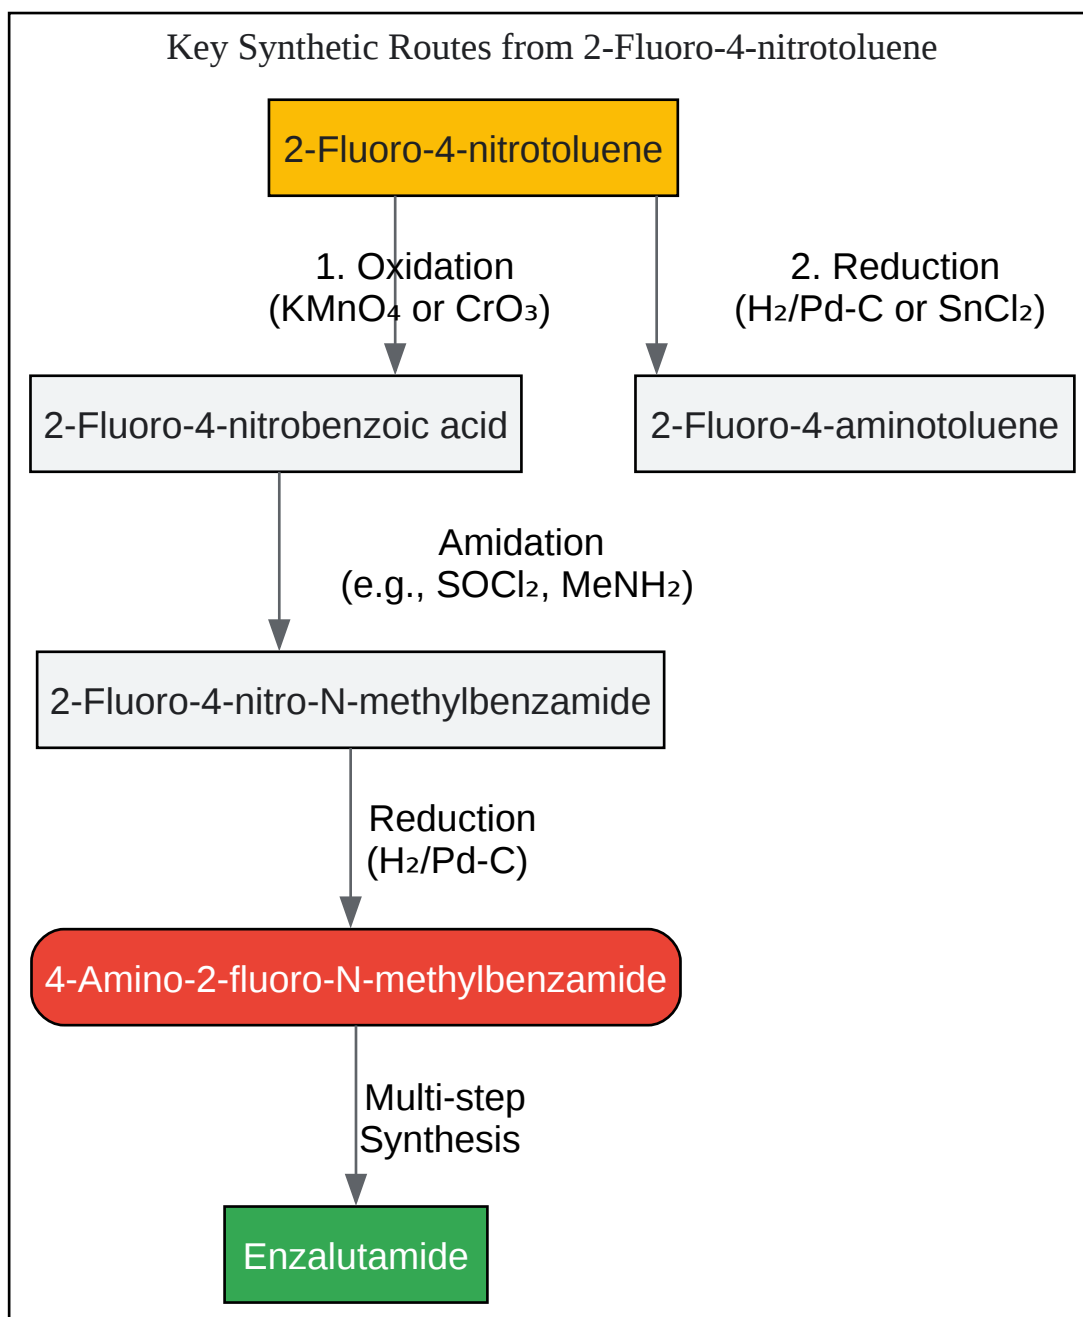 Key Synthetic Routes from 2-Fluoro-4-nitrotoluene
2-Fluoro-4-nitrotoluene
1. Oxidation
(KMnO₄ or CrO₃)
2. Reduction
(H₂/Pd-C or SnCl₂)
2-Fluoro-4-nitrobenzoic acid
2-Fluoro-4-aminotoluene
Amidation
(e.g., SOCl₂, MeNH₂)
2-Fluoro-4-nitro-N-methylbenzamide
Reduction
(H₂/Pd-C)
4-Amino-2-fluoro-N-methylbenzamide
Multi-step
Synthesis
Enzalutamide